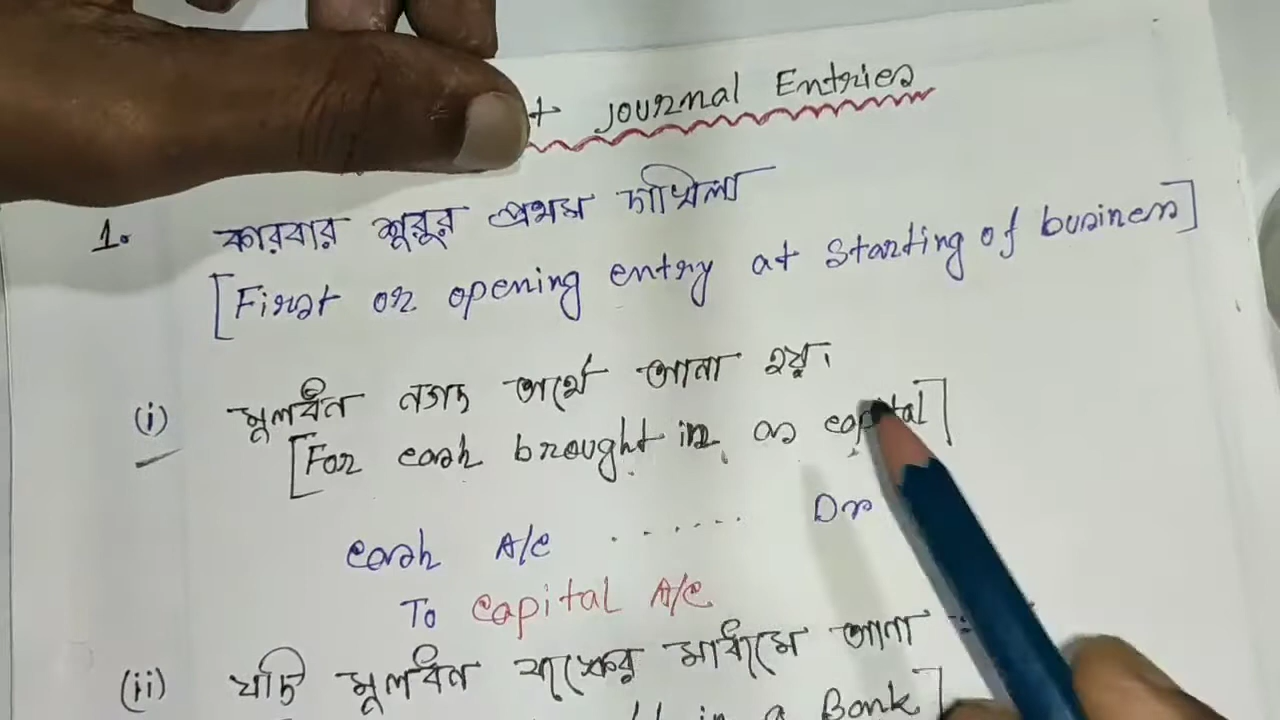 Journal Entries
1. কারবার শুরুর প্রথম দাখিলা
[First or opening entry at starting of business]
(i) মূলধন নগদ অর্থে আনা হয়।
[For cash brought in as capital]
cash A/c ....... Dr
To capital A/c
(ii) যদি মূলধন ব্যাঙ্কের মাধ্যমে আনা
in a Bank]